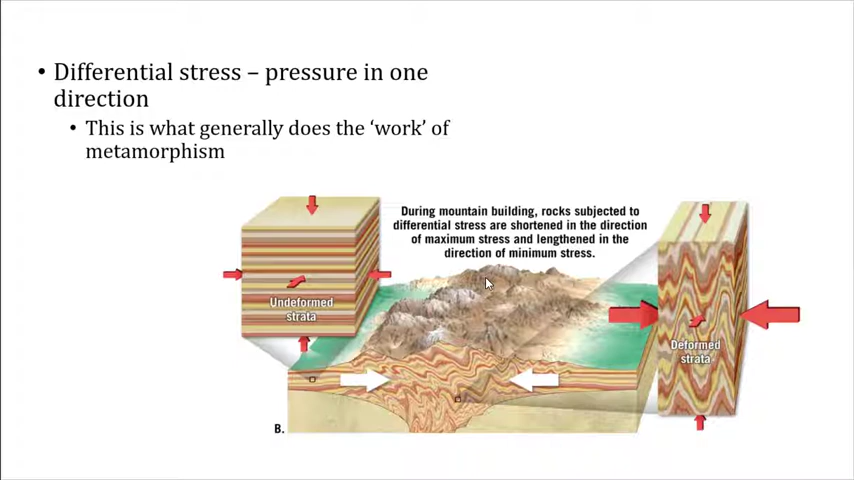 • Differential stress – pressure in one
direction
• This is what generally does the ‘work’ of
metamorphism
During mountain building, rocks subjected to
differential stress are shortened in the direction
of maximum stress and lengthened in the
direction of minimum stress.
Undeformed
strata
Deformed
strata
B.